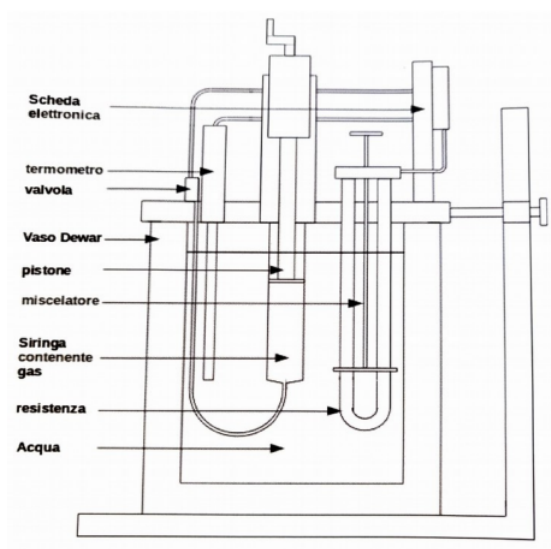 Scheda
elettronica
termometro
valvola
Vaso Dewar
pistone
miscelatore
Siringa
contenente
gas
resistenza
Acqua